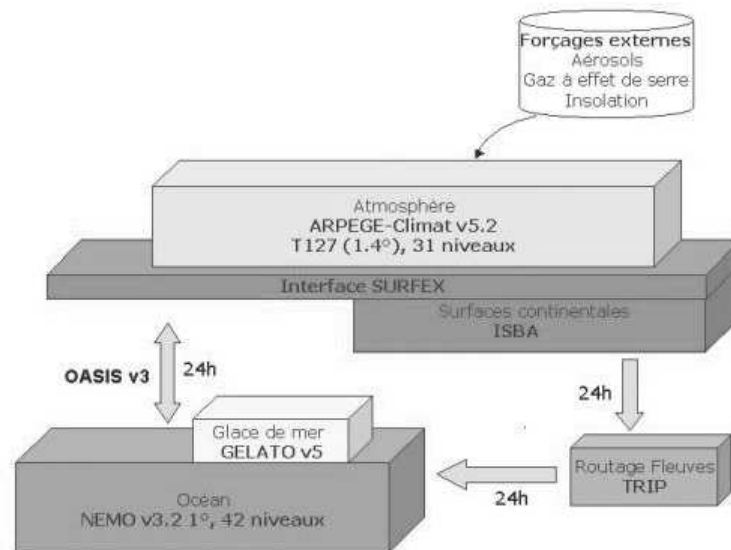 Forçages externes
Aérosols
Gaz à effet de serre
Insolation
Atmosphère
ARPEGE-Climat v5.2
T127 (1.4°), 31 niveaux
Interface SURFEX
Surfaces continentales
ISBA
OASIS v3
24h
24h
Glace de mer
GELATO v5
Routage Fleuves
TRIP
24h
Océan
NEMO v3.2 1°, 42 niveaux